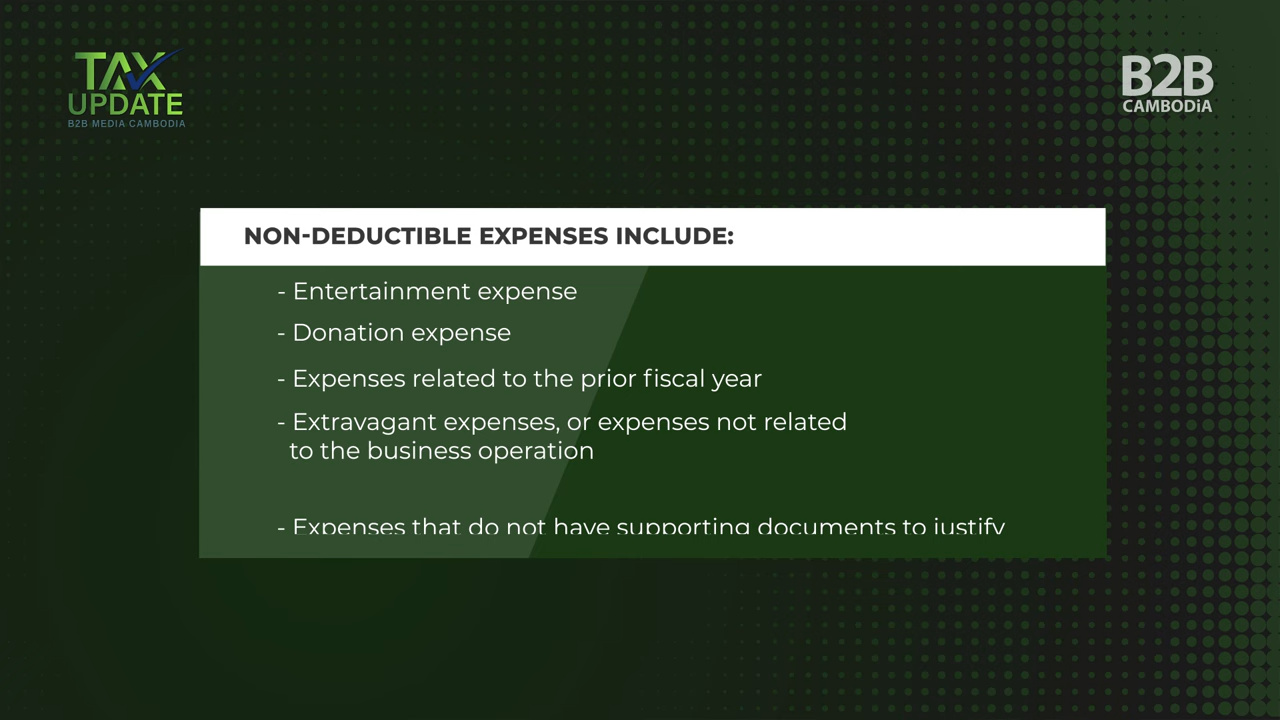 TAX
UPDATE
B2B MEDIA CAMBODIA
B2B
CAMBODiA
NON-DEDUCTIBLE EXPENSES INCLUDE:
- Entertainment expense
- Donation expense
- Expenses related to the prior fiscal year
- Extravagant expenses, or expenses not related
to the business operation
- Expenses that do not have supporting documents to justify